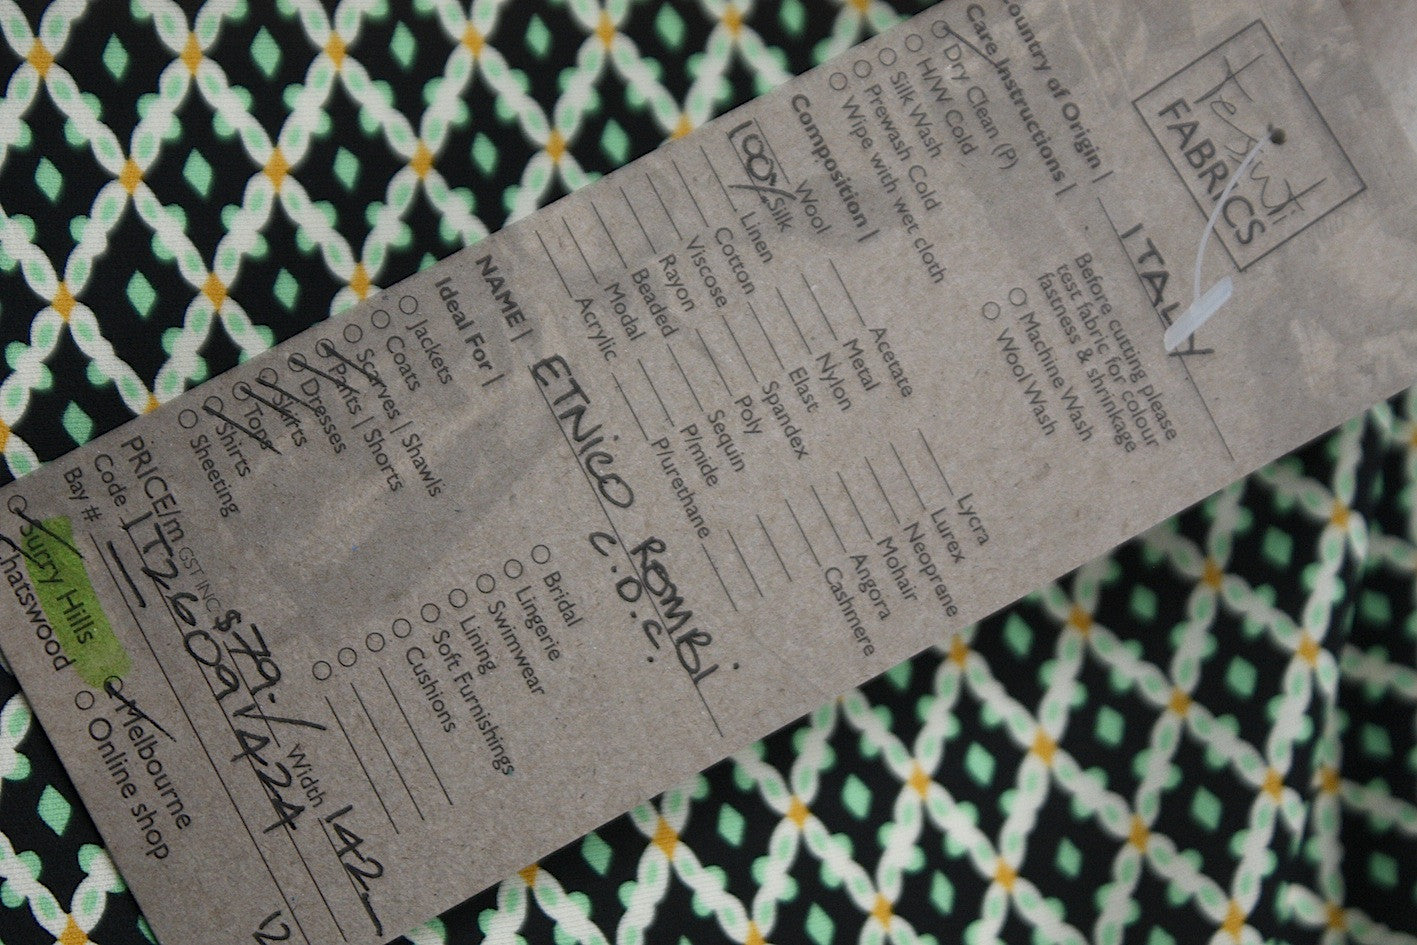 Tessuti
FABRICS
Country of Origin | ITALY
Care Instructions |
Dry Clean (P)
H/W Cold
Silk Wash
Prewash Cold
Wipe with wet cloth
Before cutting please
test fabric for colour
fastness & shrinkage
Machine Wash
Wool Wash
Composition |
Wool
100% Silk
Linen
Cotton
Viscose
Rayon
Beaded
Modal
Acrylic
Acetate
Metal
Nylon
Elast
Spandex
Poly
Sequin
P/mide
P/urethane
Lycra
Lurex
Neoprene
Mohair
Angora
Cashmere
NAME | ETNICO ROMBI
C.D.C.
Ideal For |
Jackets
Coats
Scarves | Shawls
Pants | Shorts
Dresses
Skirts
Tops
Shirts
Sheeting
Bridal
Lingerie
Swimwear
Lining
Soft Furnishings
Cushions
PRICE/m GST INC $79. Width 142
Code
Bay #
Surry Hills
Chatswood
Melbourne
Online shop